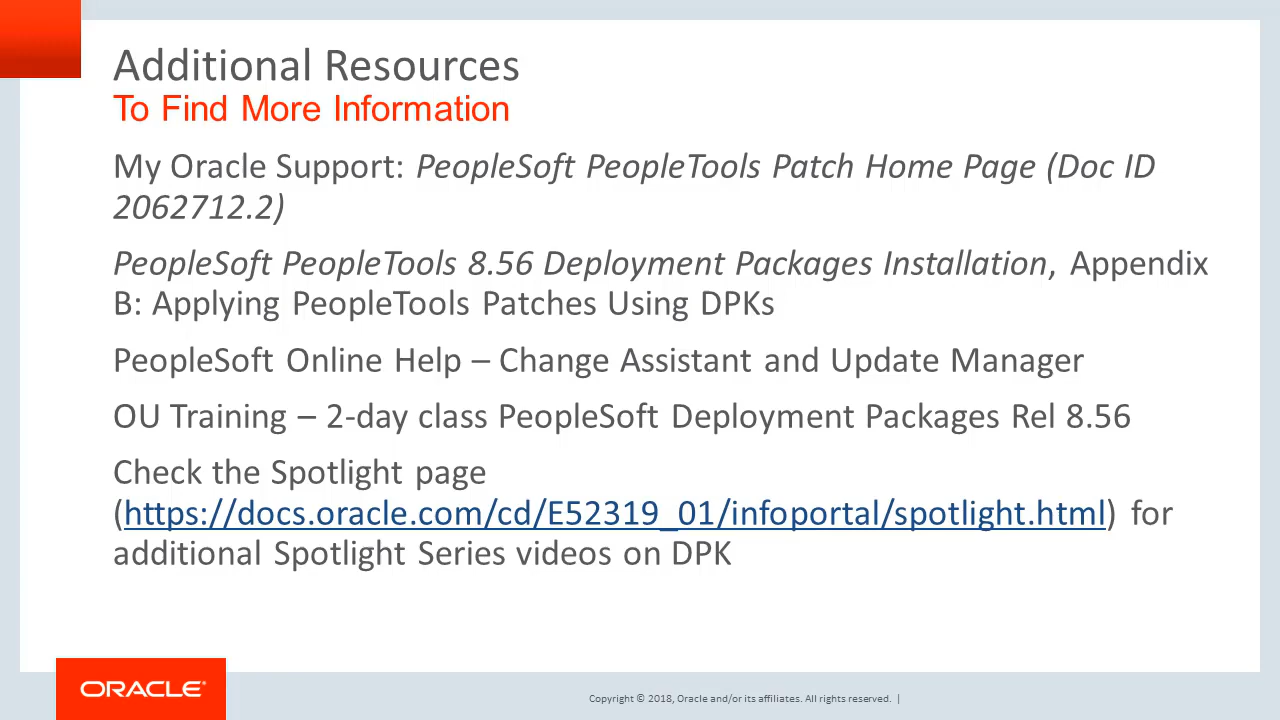 Additional Resources
To Find More Information
My Oracle Support: PeopleSoft PeopleTools Patch Home Page (Doc ID
2062712.2)
PeopleSoft PeopleTools 8.56 Deployment Packages Installation, Appendix
B: Applying PeopleTools Patches Using DPKs
PeopleSoft Online Help – Change Assistant and Update Manager
OU Training – 2-day class PeopleSoft Deployment Packages Rel 8.56
Check the Spotlight page
(https://docs.oracle.com/cd/E52319_01/infoportal/spotlight.html) for
additional Spotlight Series videos on DPK
ORACLE®
Copyright © 2018, Oracle and/or its affiliates. All rights reserved. |